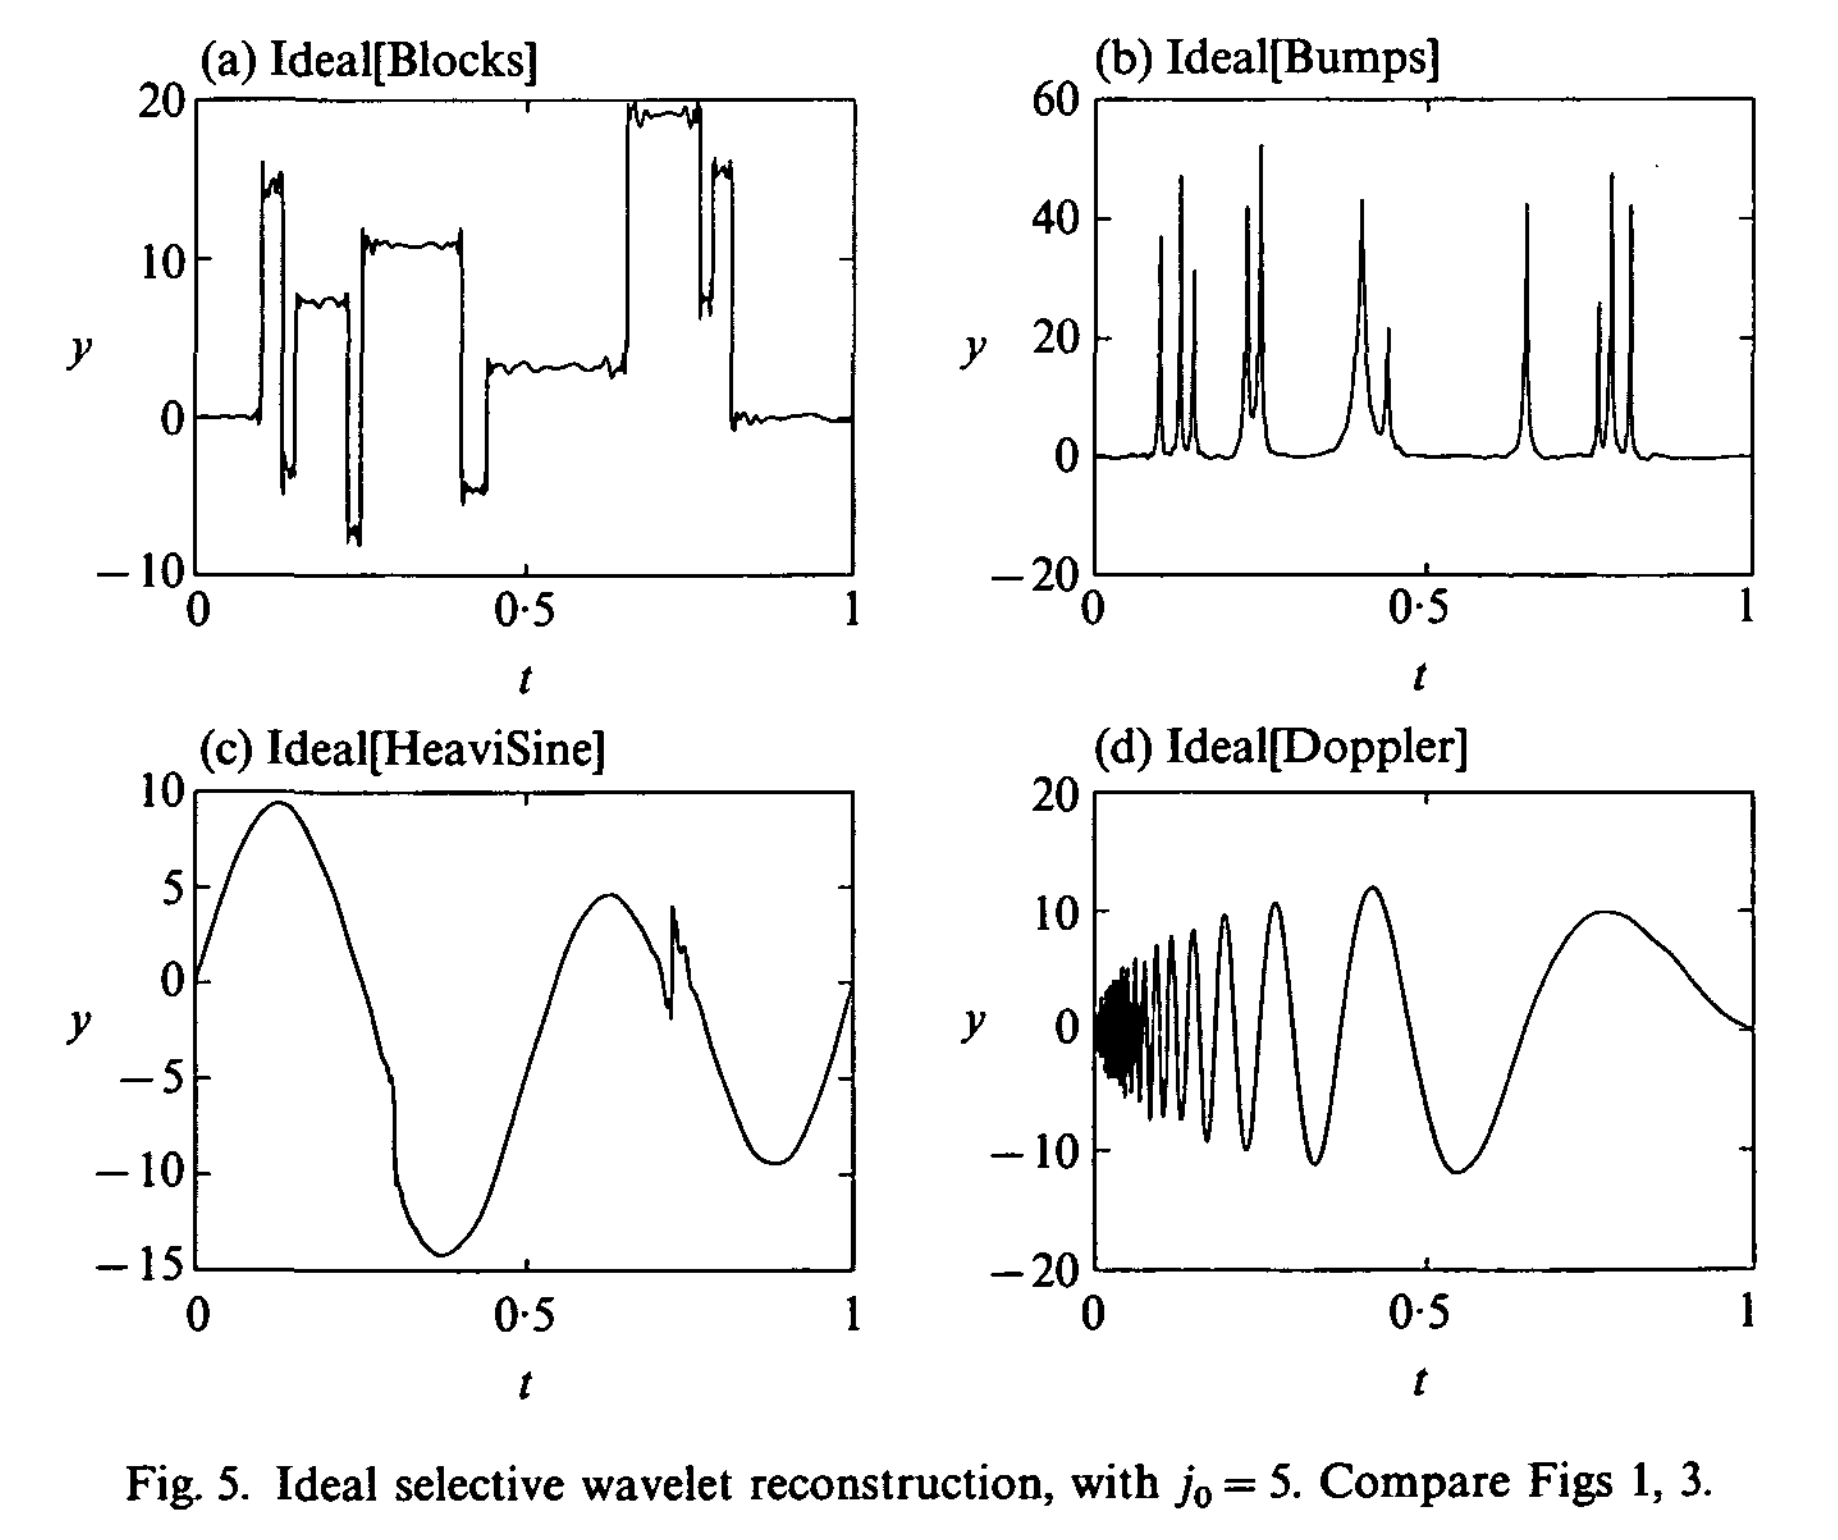 (a) Ideal[Blocks]
20
10
0
−10
y
0 0·5 1
t
(b) Ideal[Bumps]
60
40
20
0
−20
y
0 0·5 1
t
(c) Ideal[HeaviSine]
10
5
0
−5
−10
−15
y
0 0·5 1
t
(d) Ideal[Doppler]
20
10
0
−10
−20
y
0 0·5 1
t
Fig. 5. Ideal selective wavelet reconstruction, with j₀ = 5. Compare Figs 1, 3.